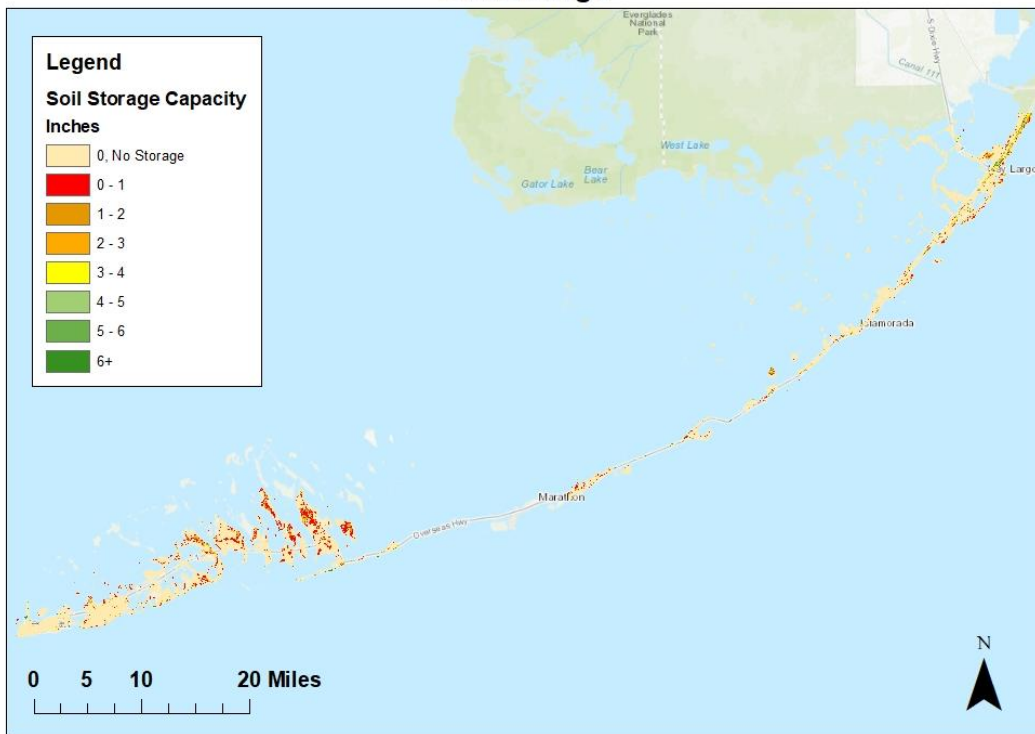 Legend
Soil Storage Capacity
Inches
0, No Storage
0 - 1
1 - 2
2 - 3
3 - 4
4 - 5
5 - 6
6+
Everglades
National
Park
S Dixie Hwy
Canal 111
West Lake
Bear
Lake
Gator Lake
Key Largo
Islamorada
Marathon
Overseas Hwy
0 5 10 20 Miles
N